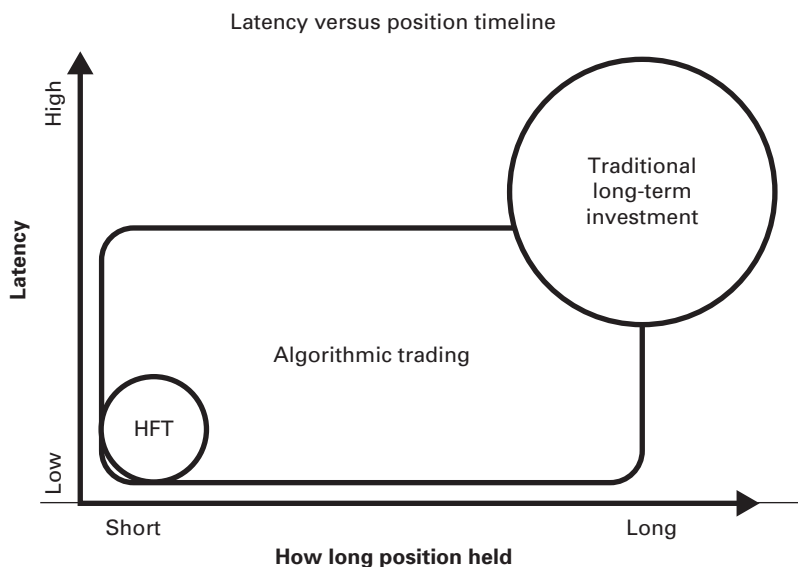 Latency versus position timeline
High
Traditional
long-term
investment
Latency
Algorithmic trading
HFT
Low
Short
Long
How long position held